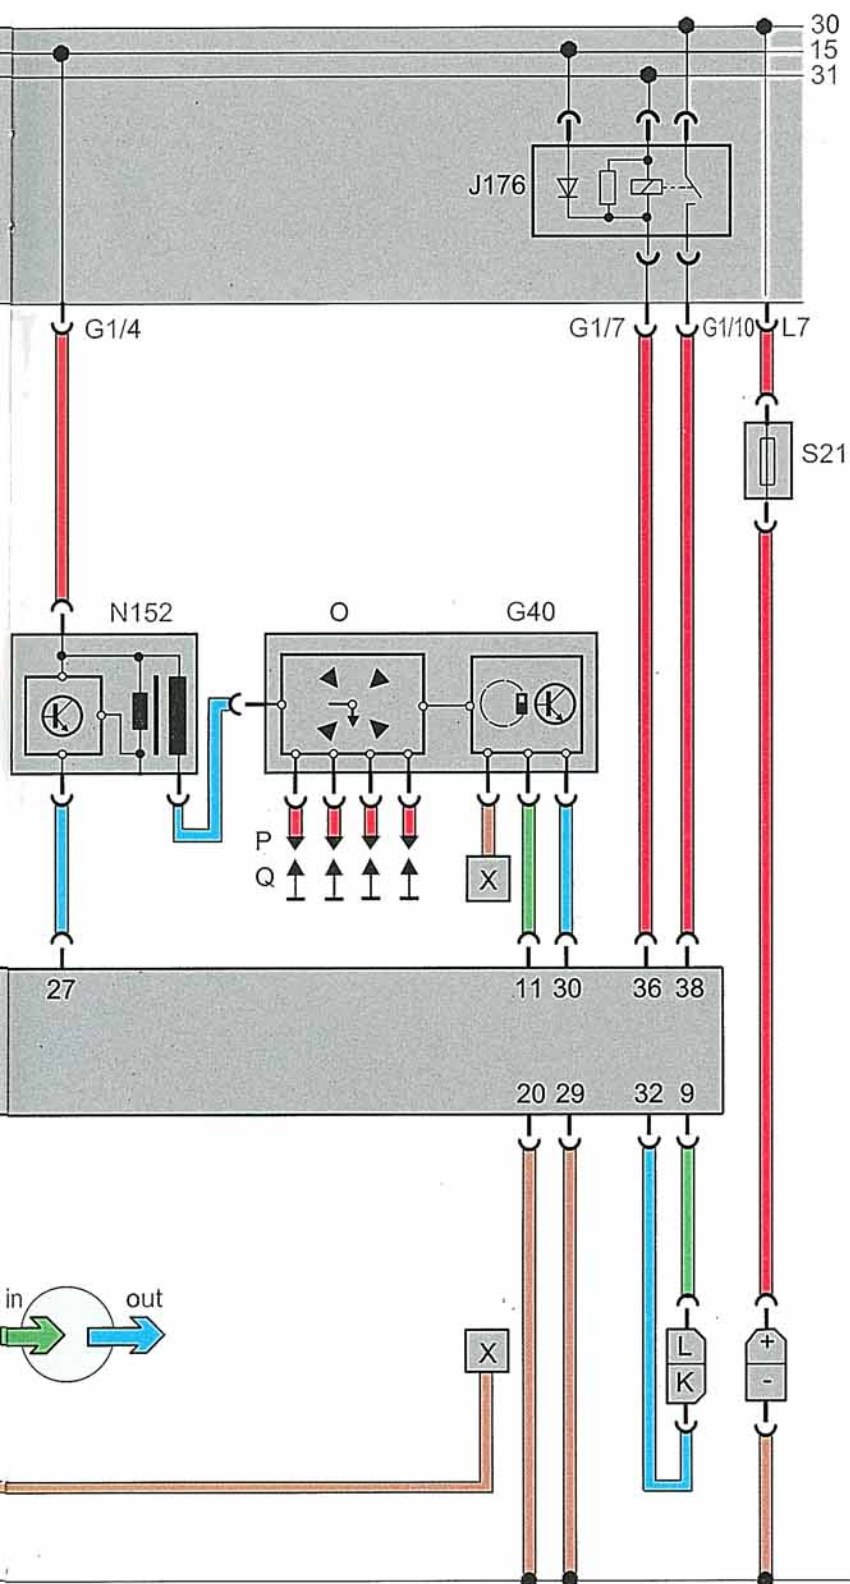 30
15
31
J176
G1/4 G1/7 G1/10 L7
S21
N152 O G40
P
Q
X
27 11 30 36 38
20 29 32 9
in out
X L +
K -